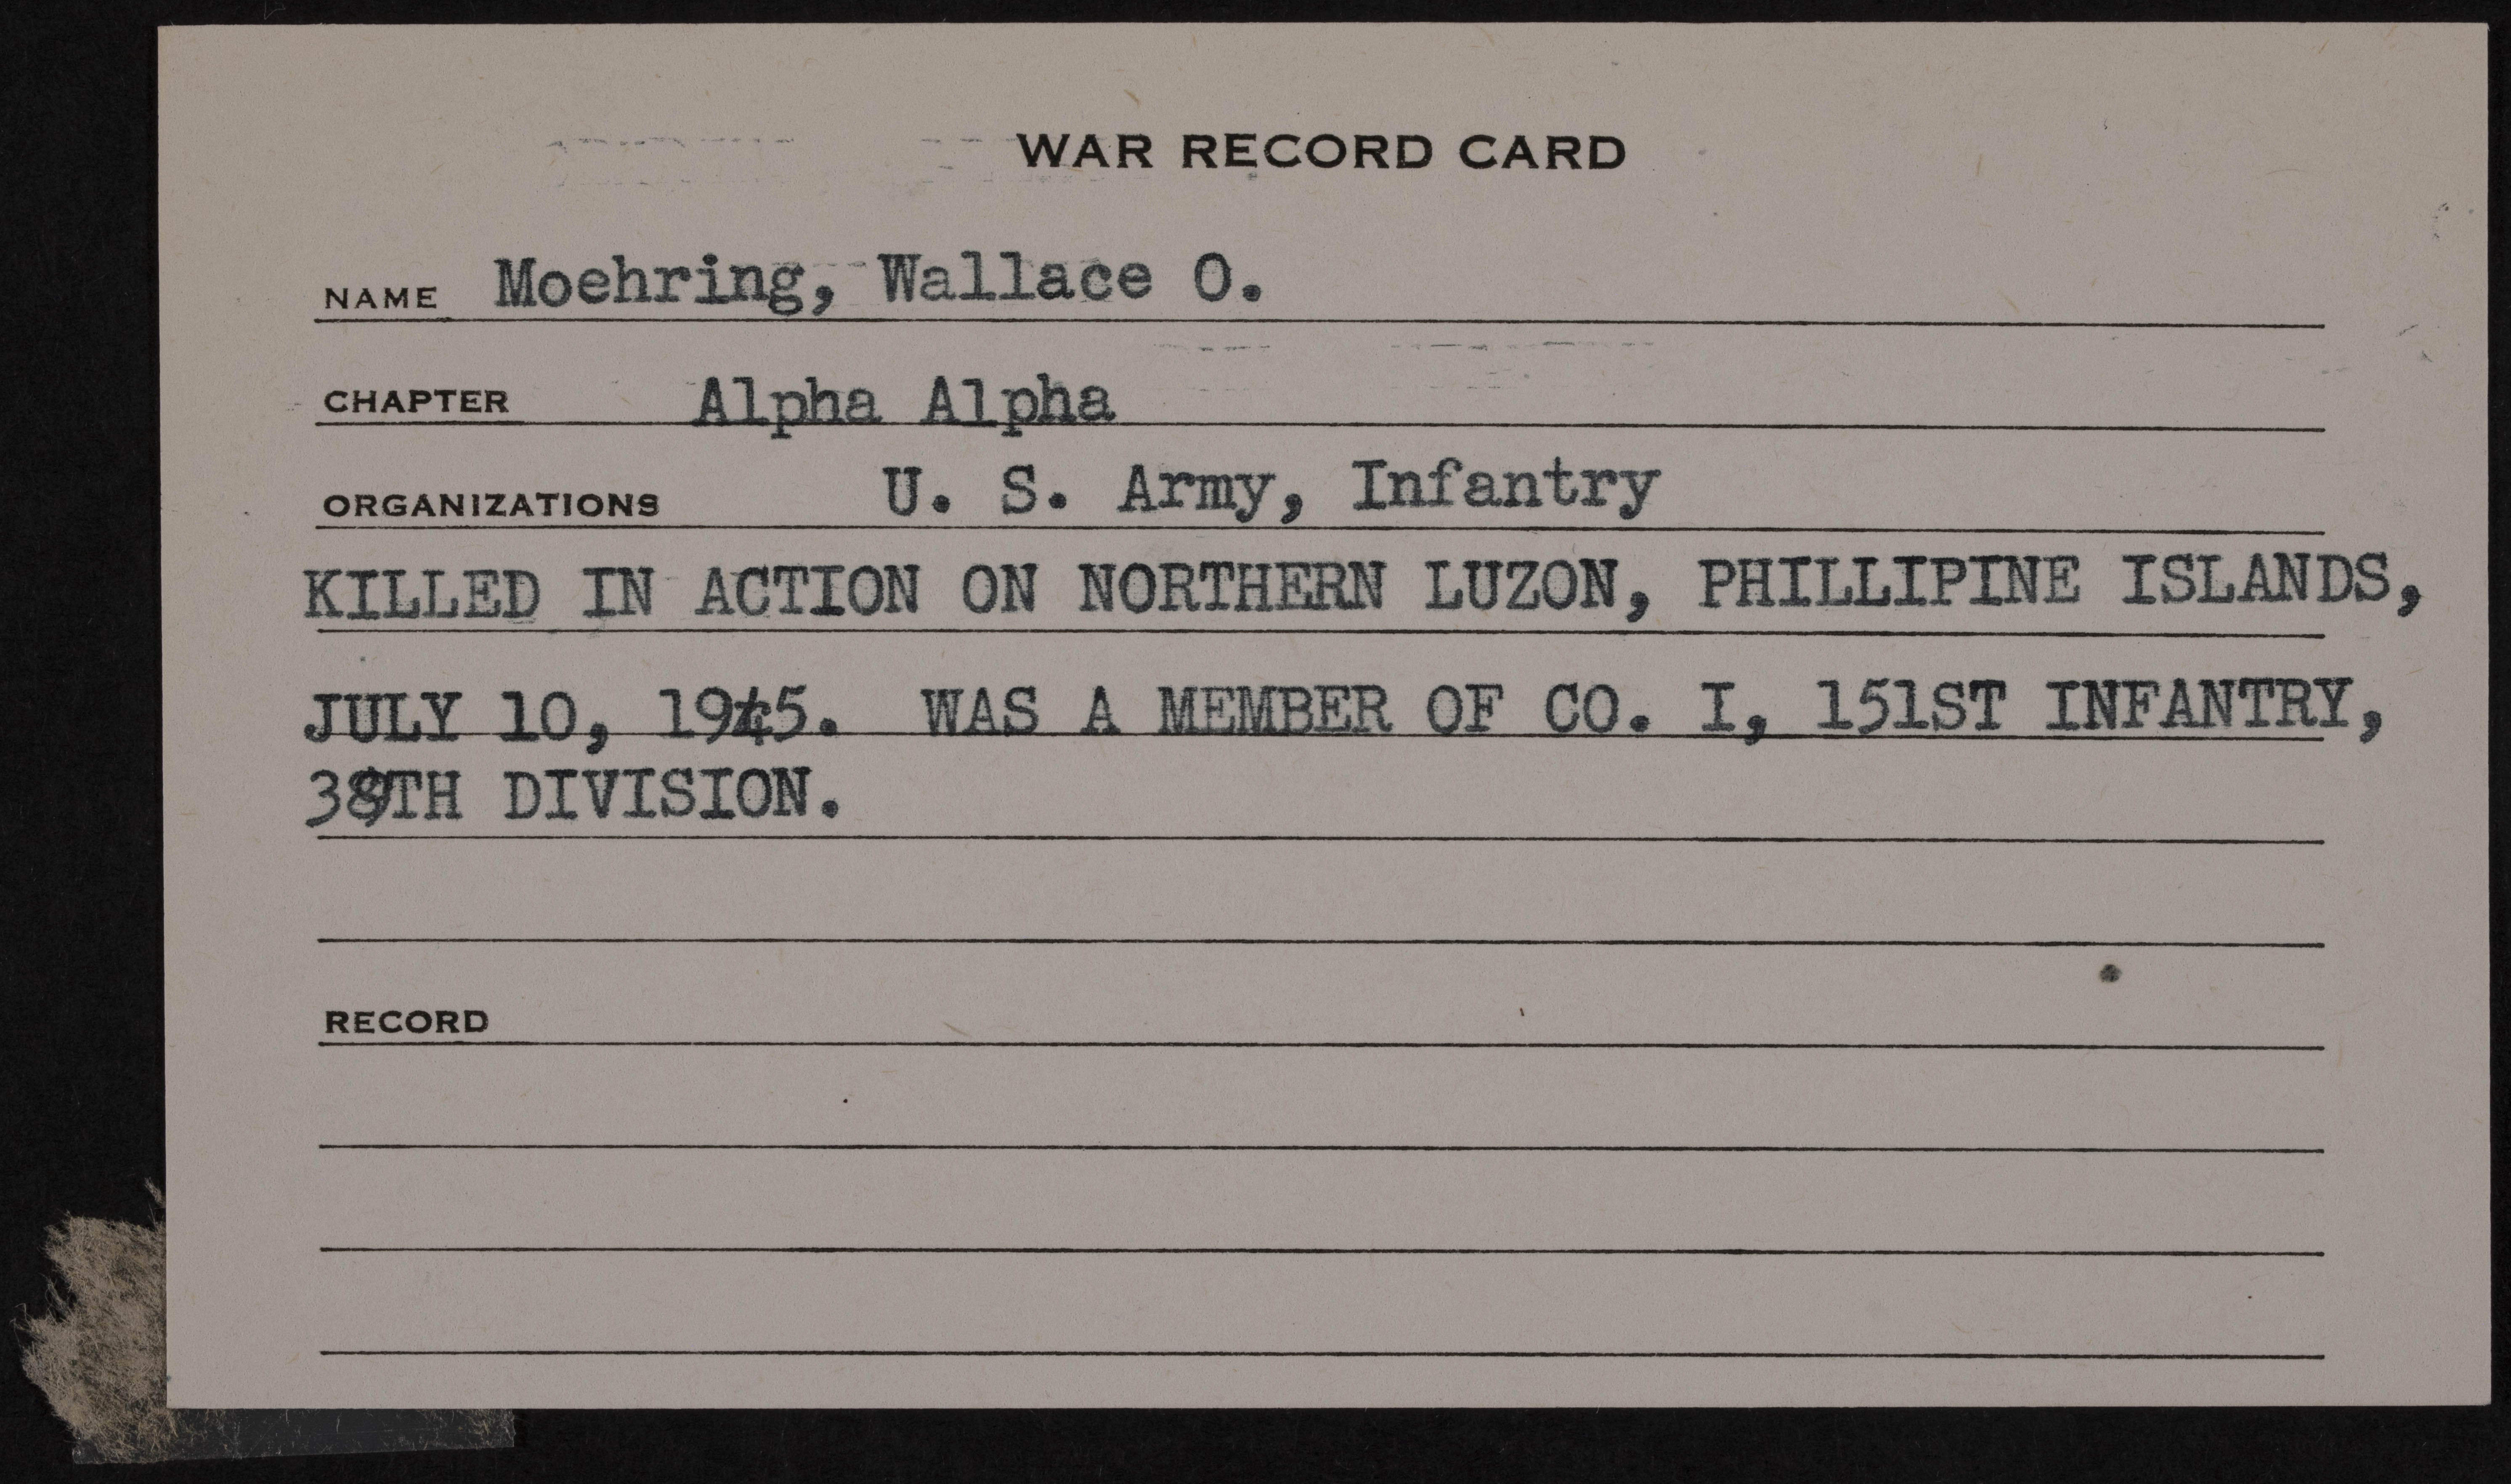 WAR RECORD CARD
NAME Moehring, Wallace O.
CHAPTER Alpha Alpha
ORGANIZATIONS U. S. Army, Infantry
KILLED IN ACTION ON NORTHERN LUZON, PHILLIPINE ISLANDS,
JULY 10, 1945. WAS A MEMBER OF CO. I, 151ST INFANTRY,
38TH DIVISION.
RECORD